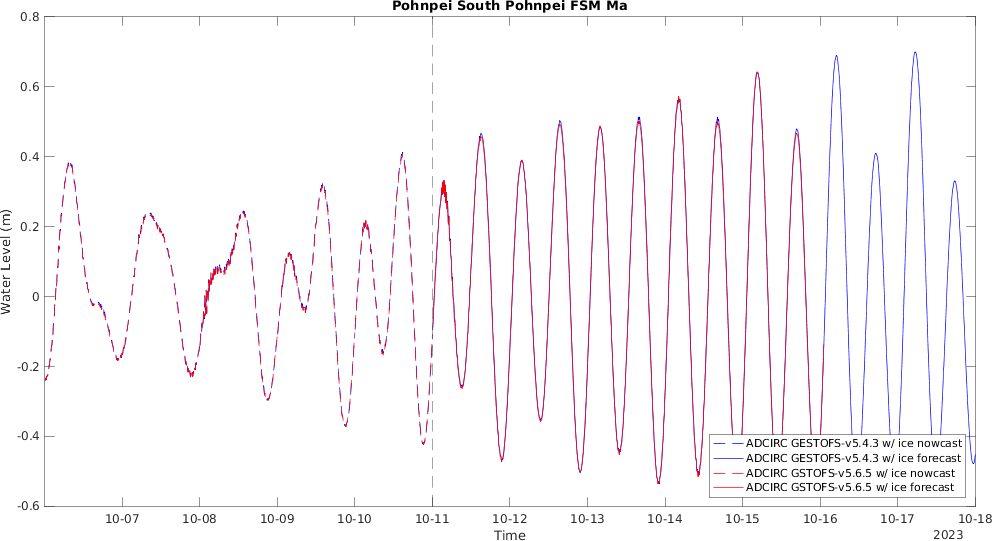 Pohnpei South Pohnpei FSM Ma
0.8
0.6
0.4
0.2
0
-0.2
-0.4
-0.6
Water Level (m)
ADCIRC GESTOFS-v5.4.3 w/ ice nowcast
ADCIRC GESTOFS-v5.4.3 w/ ice forecast
ADCIRC GSTOFS-v5.6.5 w/ ice nowcast
ADCIRC GSTOFS-v5.6.5 w/ ice forecast
10-07 10-08 10-09 10-10 10-11 10-12 10-13 10-14 10-15 10-16 10-17 10-18
Time
2023